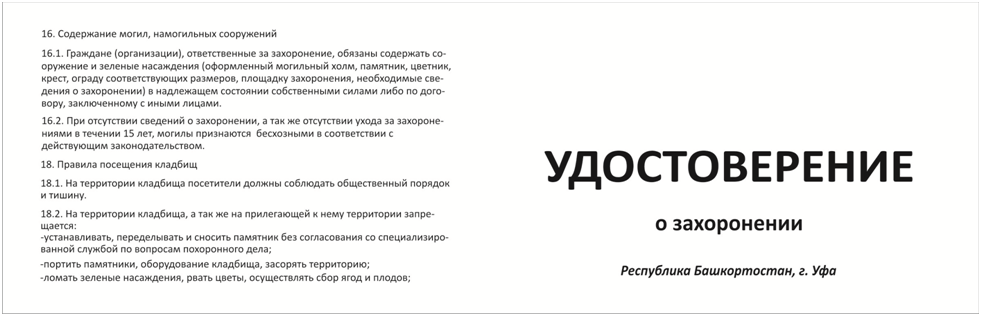 16. Содержание могил, намогильных сооружений
16.1. Граждане (организации), ответственные за захоронение, обязаны содержать со-
оружение и зеленые насаждения (оформленный могильный холм, памятник, цветник,
крест, ограду соответствующих размеров, площадку захоронения, необходимые све-
дения о захоронении) в надлежащем состоянии собственными силами либо по дого-
вору, заключенному с иными лицами.
16.2. При отсутствии сведений о захоронении, а так же отсутствии ухода за захороне-
ниями в течении 15 лет, могилы признаются бесхозными в соответствии с
действующим законодательством.
18. Правила посещения кладбищ
18.1. На территории кладбища посетители должны соблюдать общественный порядок
и тишину.
18.2. На территории кладбища, а так же на прилегающей к нему территории запре-
щается:
-устанавливать, переделывать и сносить памятник без согласования со специализиро-
ванной службой по вопросам похоронного дела;
-портить памятники, оборудование кладбища, засорять территорию;
-ломать зеленые насаждения, рвать цветы, осуществлять сбор ягод и плодов;
УДОСТОВЕРЕНИЕ
о захоронении
Республика Башкортостан, г. Уфа